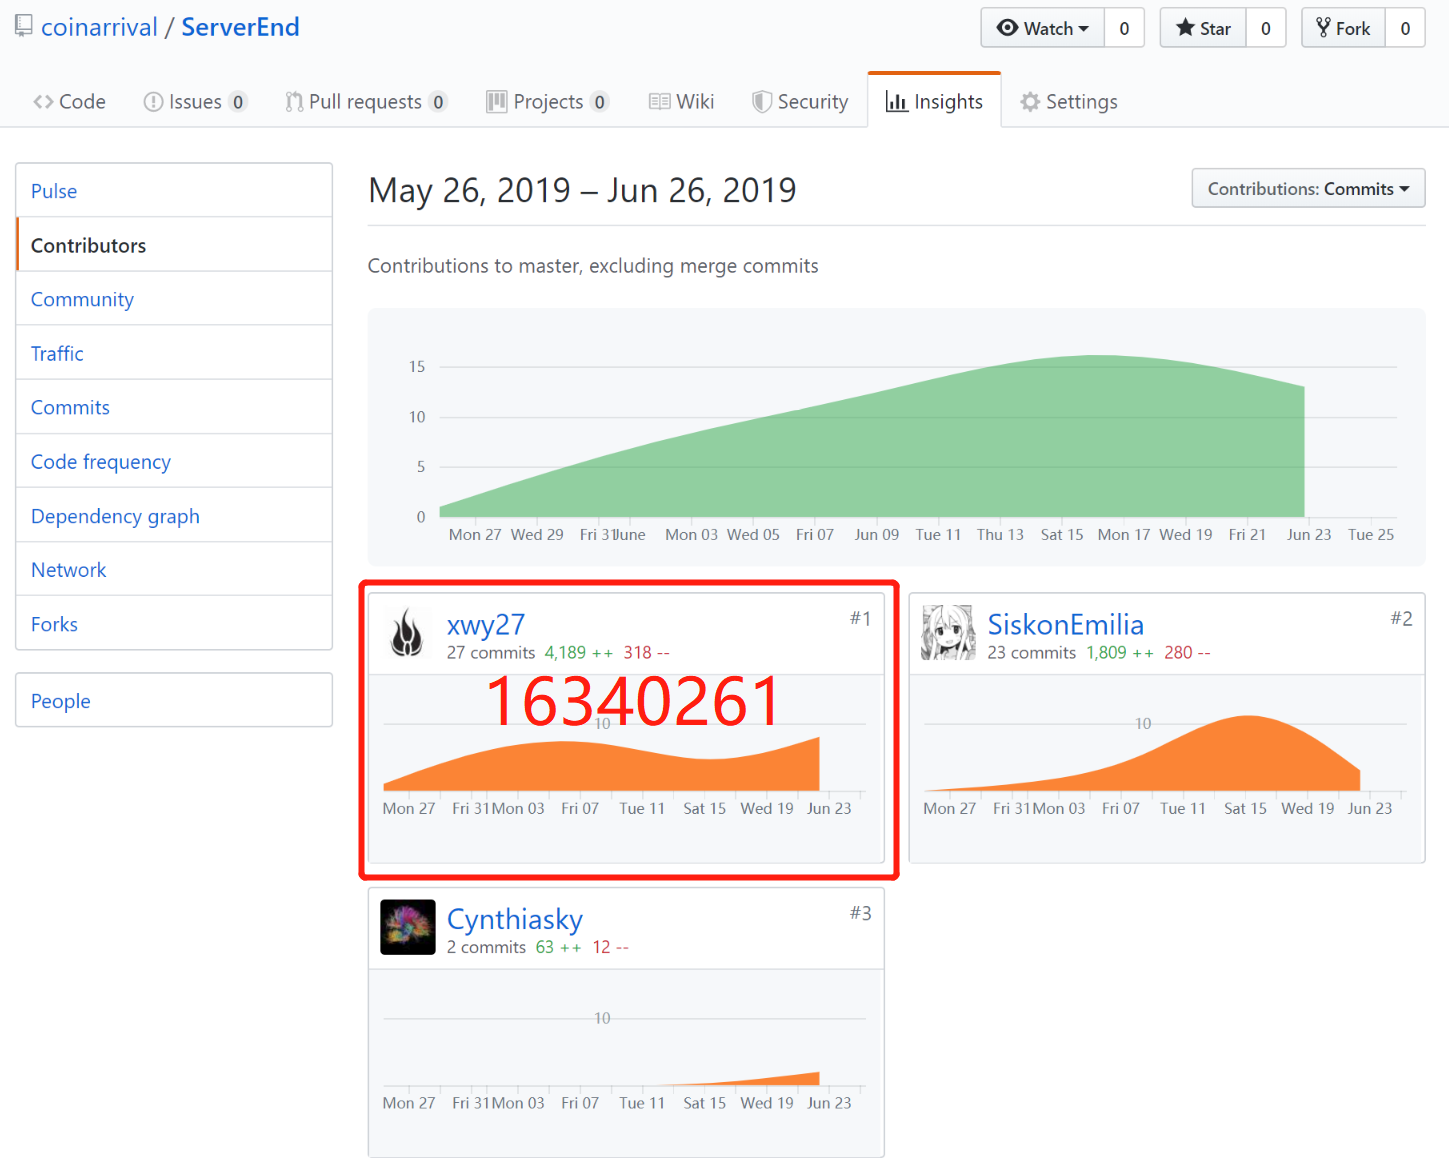 coinarrival / ServerEnd
Watch 0 Star 0 Fork 0
Code Issues 0 Pull requests 0 Projects 0 Wiki Security Insights Settings
Pulse
Contributors
Community
Traffic
Commits
Code frequency
Dependency graph
Network
Forks
People
May 26, 2019 – Jun 26, 2019
Contributions: Commits
Contributions to master, excluding merge commits
15
10
5
0
Mon 27 Wed 29 Fri 31 June Mon 03 Wed 05 Fri 07 Jun 09 Tue 11 Thu 13 Sat 15 Mon 17 Wed 19 Fri 21 Jun 23 Tue 25
xwy27 #1
27 commits 4,189 ++ 318 --
16340261
10
Mon 27 Fri 31 Mon 03 Fri 07 Tue 11 Sat 15 Wed 19 Jun 23
SiskonEmilia #2
23 commits 1,809 ++ 280 --
10
Mon 27 Fri 31 Mon 03 Fri 07 Tue 11 Sat 15 Wed 19 Jun 23
Cynthiasky #3
2 commits 63 ++ 12 --
10
Mon 27 Fri 31 Mon 03 Fri 07 Tue 11 Sat 15 Wed 19 Jun 23